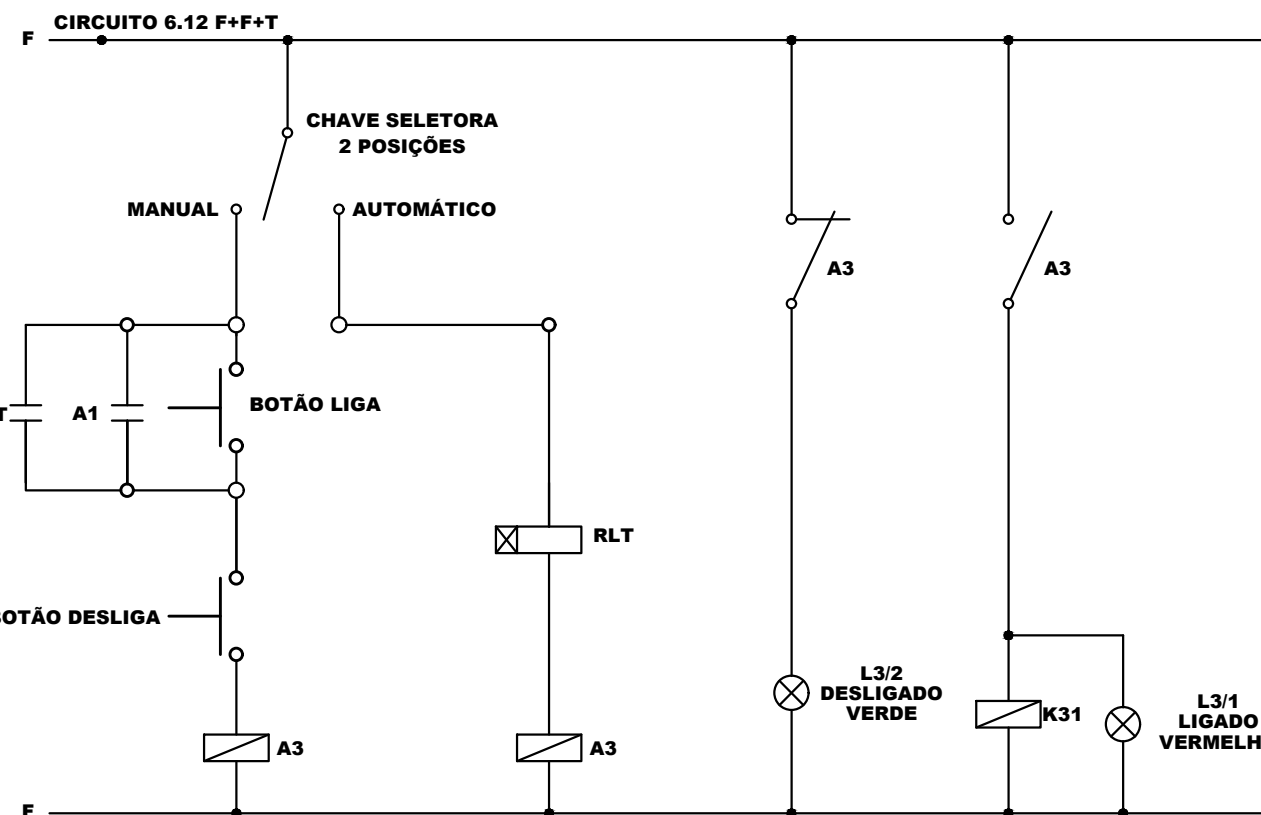 CIRCUITO 6.12 F+F+T
F
CHAVE SELETORA
2 POSIÇÕES
MANUAL
AUTOMÁTICO
A3
A3
T
A1
BOTÃO LIGA
RLT
BOTÃO DESLIGA
L3/2
DESLIGADO
VERDE
K31
L3/1
LIGADO
VERMELH
A3
A3
F